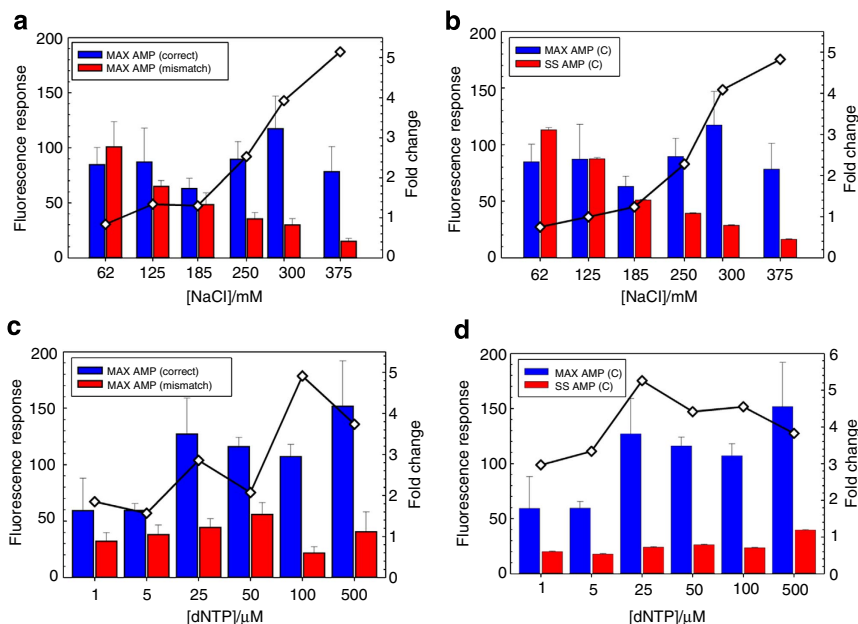 a
MAX AMP (correct)
MAX AMP (mismatch)
Fluorescence response
200
150
100
50
0
5
4
3
2
1
0
Fold change
62 125 185 250 300 375
[NaCl]/mM
b
MAX AMP (C)
SS AMP (C)
Fluorescence response
200
150
100
50
0
5
4
3
2
1
0
Fold change
62 125 185 250 300 375
[NaCl]/mM
c
MAX AMP (correct)
MAX AMP (mismatch)
Fluorescence response
200
150
100
50
0
5
4
3
2
1
0
Fold change
1 5 25 50 100 500
[dNTP]/μM
d
MAX AMP (C)
SS AMP (C)
Fluorescence response
200
150
100
50
0
6
5
4
3
2
1
0
Fold change
1 5 25 50 100 500
[dNTP]/μM